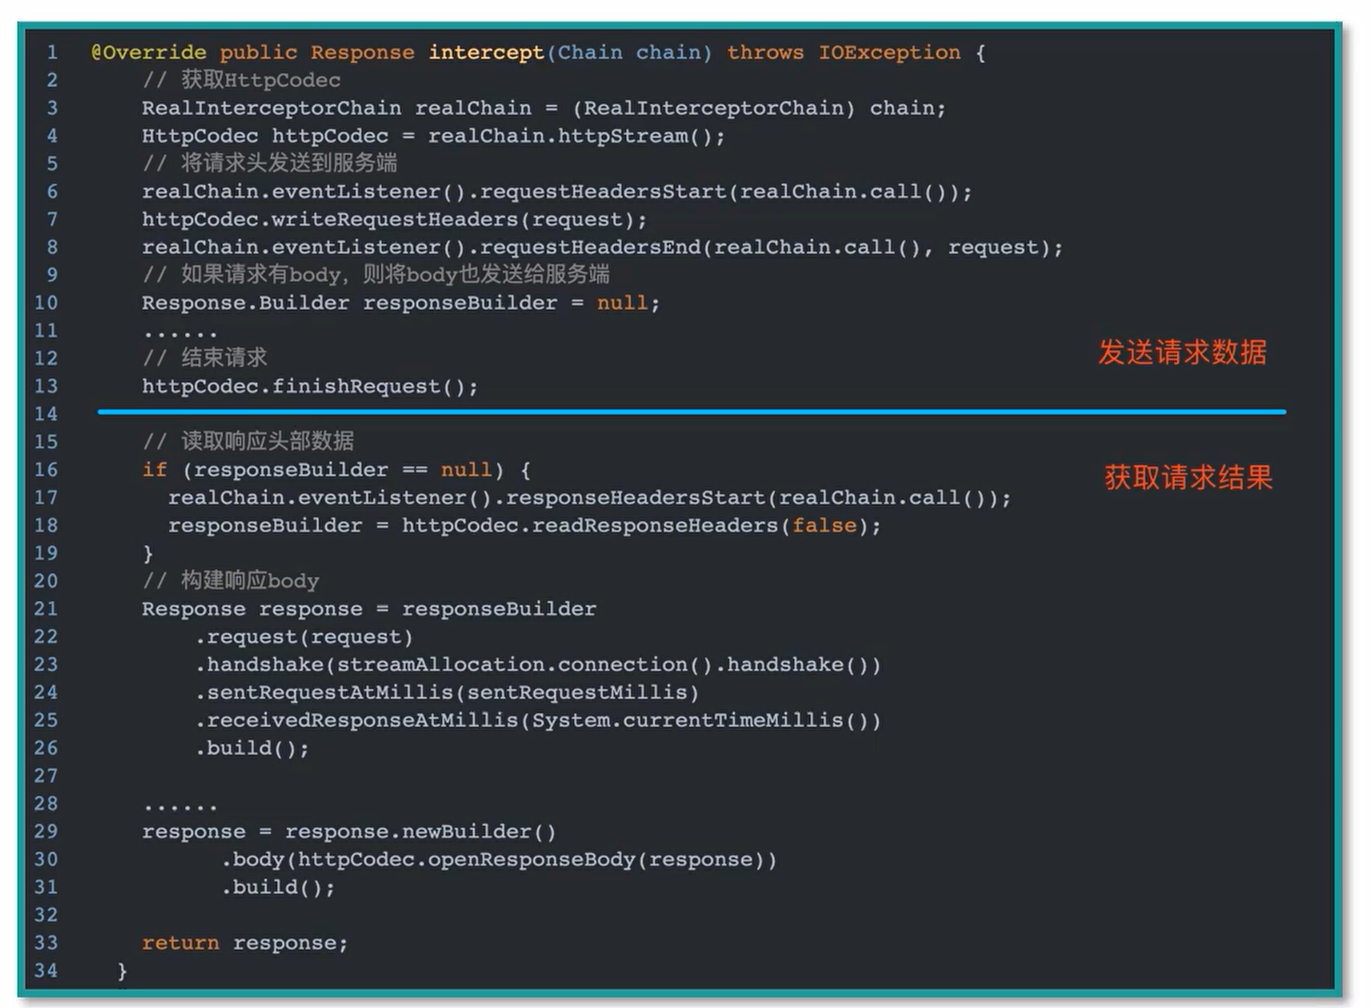 1 @Override public Response intercept(Chain chain) throws IOException {
2 // 获取HttpCodec
3 RealInterceptorChain realChain = (RealInterceptorChain) chain;
4 HttpCodec httpCodec = realChain.httpStream();
5 // 将请求头发送到服务端
6 realChain.eventListener().requestHeadersStart(realChain.call());
7 httpCodec.writeRequestHeaders(request);
8 realChain.eventListener().requestHeadersEnd(realChain.call(), request);
9 // 如果请求有body，则将body也发送给服务端
10 Response.Builder responseBuilder = null;
11 ......
12 // 结束请求
发送请求数据
13 httpCodec.finishRequest();
14
15 // 读取响应头部数据
16 if (responseBuilder == null) {
获取请求结果
17 realChain.eventListener().responseHeadersStart(realChain.call());
18 responseBuilder = httpCodec.readResponseHeaders(false);
19 }
20 // 构建响应body
21 Response response = responseBuilder
22 .request(request)
23 .handshake(streamAllocation.connection().handshake())
24 .sentRequestAtMillis(sentRequestMillis)
25 .receivedResponseAtMillis(System.currentTimeMillis())
26 .build();
27
28 ......
29 response = response.newBuilder()
30 .body(httpCodec.openResponseBody(response))
31 .build();
32
33 return response;
34 }